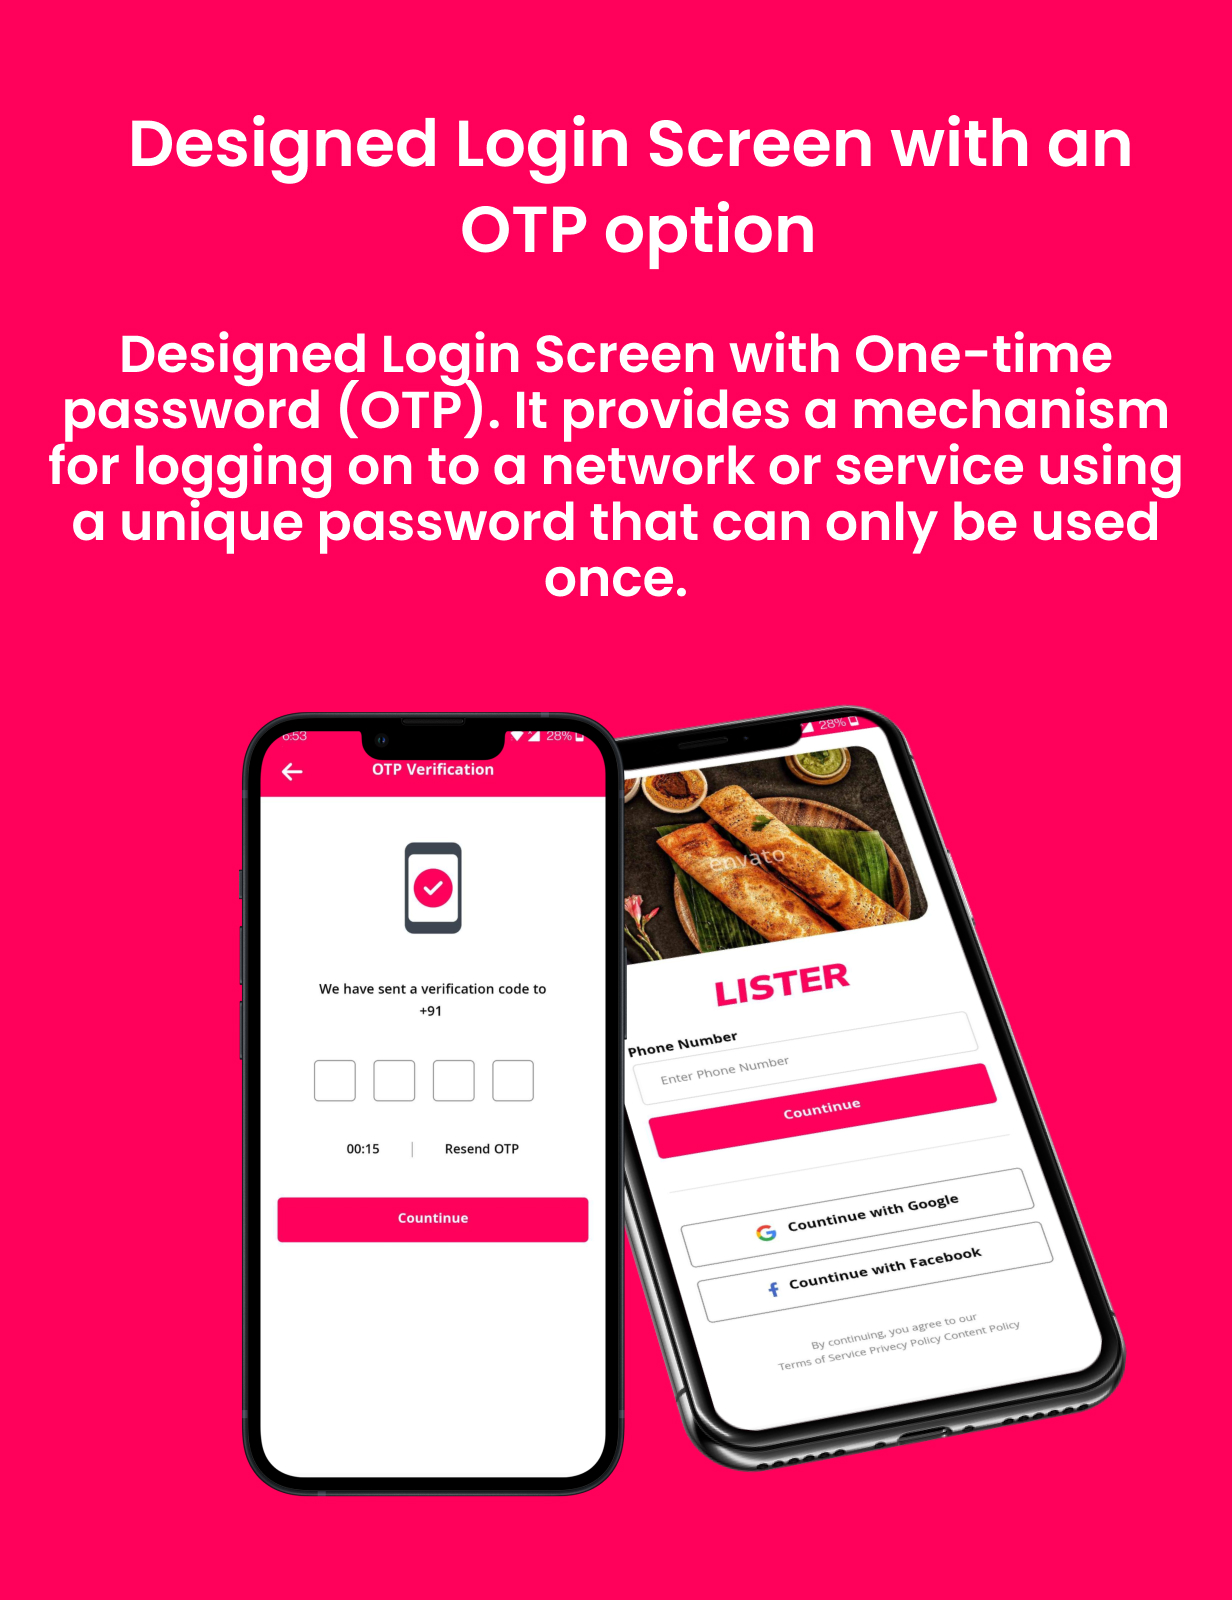 Designed Login Screen with an
OTP option
Designed Login Screen with One-time
password (OTP). It provides a mechanism
for logging on to a network or service using
a unique password that can only be used
once.
6:53
28%
OTP Verification
We have sent a verification code to
+91
00:15 | Resend OTP
Countinue
28%
envato
LISTER
Phone Number
Enter Phone Number
Countinue
G Countinue with Google
f Countinue with Facebook
By continuing, you agree to our
Terms of Service Privecy Policy Content Policy